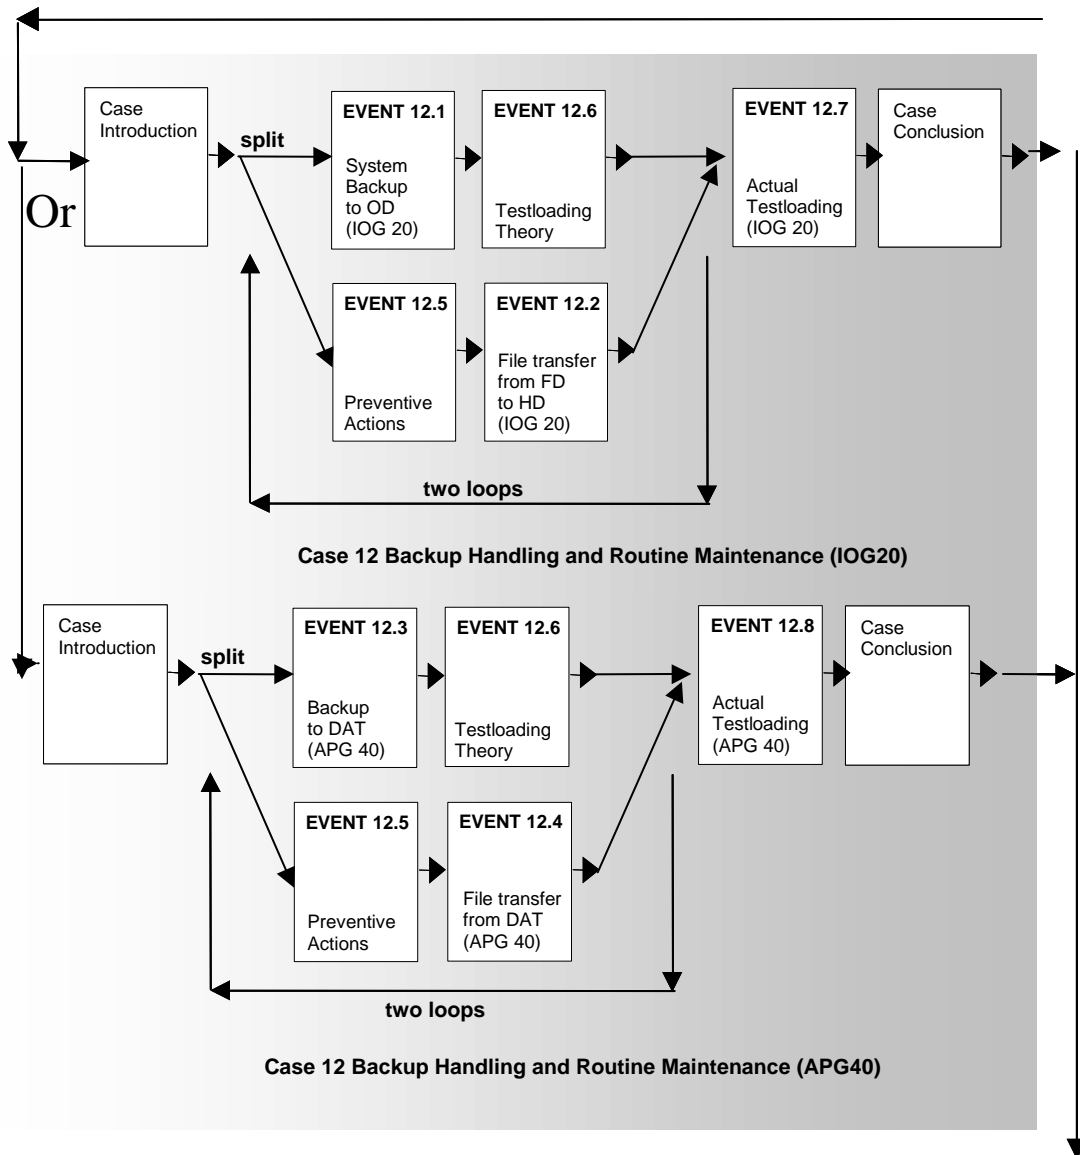 Case
Introduction
split
EVENT 12.1
System
Backup
to OD
(IOG 20)
EVENT 12.6
Testloading
Theory
EVENT 12.7
Actual
Testloading
(IOG 20)
Case
Conclusion
Or
EVENT 12.5
Preventive
Actions
EVENT 12.2
File transfer
from FD
to HD
(IOG 20)
two loops
Case 12 Backup Handling and Routine Maintenance (IOG20)
Case
Introduction
split
EVENT 12.3
Backup
to DAT
(APG 40)
EVENT 12.6
Testloading
Theory
EVENT 12.8
Actual
Testloading
(APG 40)
Case
Conclusion
EVENT 12.5
Preventive
Actions
EVENT 12.4
File transfer
from DAT
(APG 40)
two loops
Case 12 Backup Handling and Routine Maintenance (APG40)